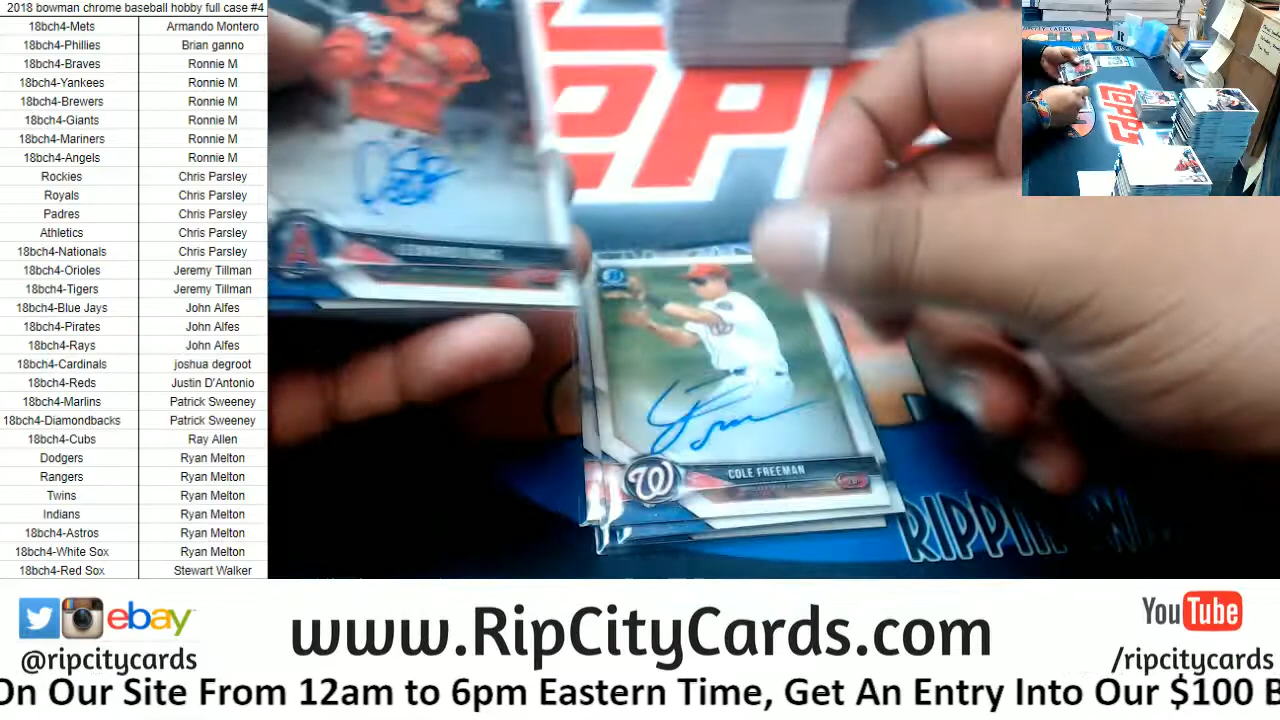 2018 bowman chrome baseball hobby full case #4
18bch4-Mets Armando Montero
18bch4-Phillies Brian ganno
18bch4-Braves Ronnie M
18bch4-Yankees Ronnie M
18bch4-Brewers Ronnie M
18bch4-Giants Ronnie M
18bch4-Mariners Ronnie M
18bch4-Angels Ronnie M
Rockies Chris Parsley
Royals Chris Parsley
Padres Chris Parsley
Athletics Chris Parsley
18bch4-Nationals Chris Parsley
18bch4-Orioles Jeremy Tillman
18bch4-Tigers Jeremy Tillman
18bch4-Blue Jays John Alfes
18bch4-Pirates John Alfes
18bch4-Rays John Alfes
18bch4-Cardinals joshua degroot
18bch4-Reds Justin D'Antonio
18bch4-Marlins Patrick Sweeney
18bch4-Diamondbacks Patrick Sweeney
18bch4-Cubs Ray Allen
Dodgers Ryan Melton
Rangers Ryan Melton
Twins Ryan Melton
Indians Ryan Melton
18bch4-Astros Ryan Melton
18bch4-White Sox Ryan Melton
18bch4-Red Sox Stewart Walker
A
W
COLE FREEMAN
RIPPIN
TOPPS
ebay
@ripcitycards
www.RipCityCards.com
YouTube
/ripcitycards
On Our Site From 12am to 6pm Eastern Time, Get An Entry Into Our $100 B